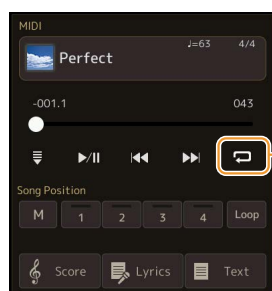 MIDI
♩=63 4/4
Perfect
-001.1 043
Song Position
M 1 2 3 4 Loop
Score Lyrics Text